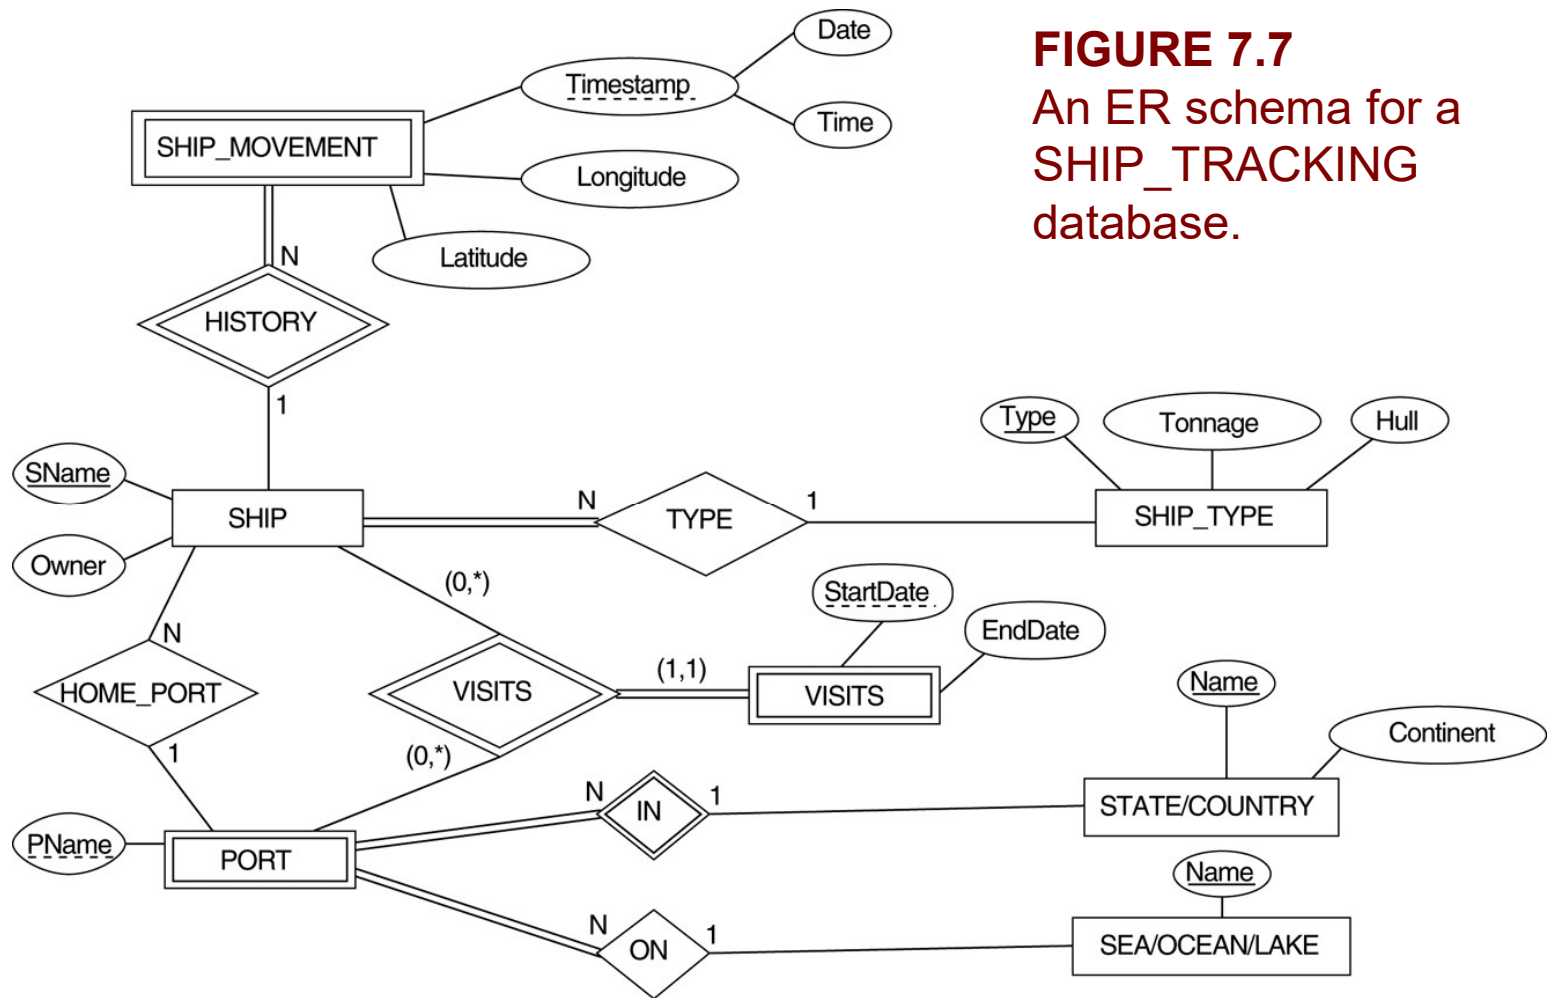 FIGURE 7.7
An ER schema for a
SHIP_TRACKING
database.
Date
Timestamp
Time
SHIP_MOVEMENT
Longitude
Latitude
N
HISTORY
1
Type
Tonnage
Hull
SName
SHIP
N
TYPE
1
SHIP_TYPE
Owner
(0,*)
StartDate
EndDate
N
HOME_PORT
VISITS
(1,1)
VISITS
Name
Continent
1
(0,*)
N
IN
1
STATE/COUNTRY
PName
PORT
Name
N
ON
1
SEA/OCEAN/LAKE